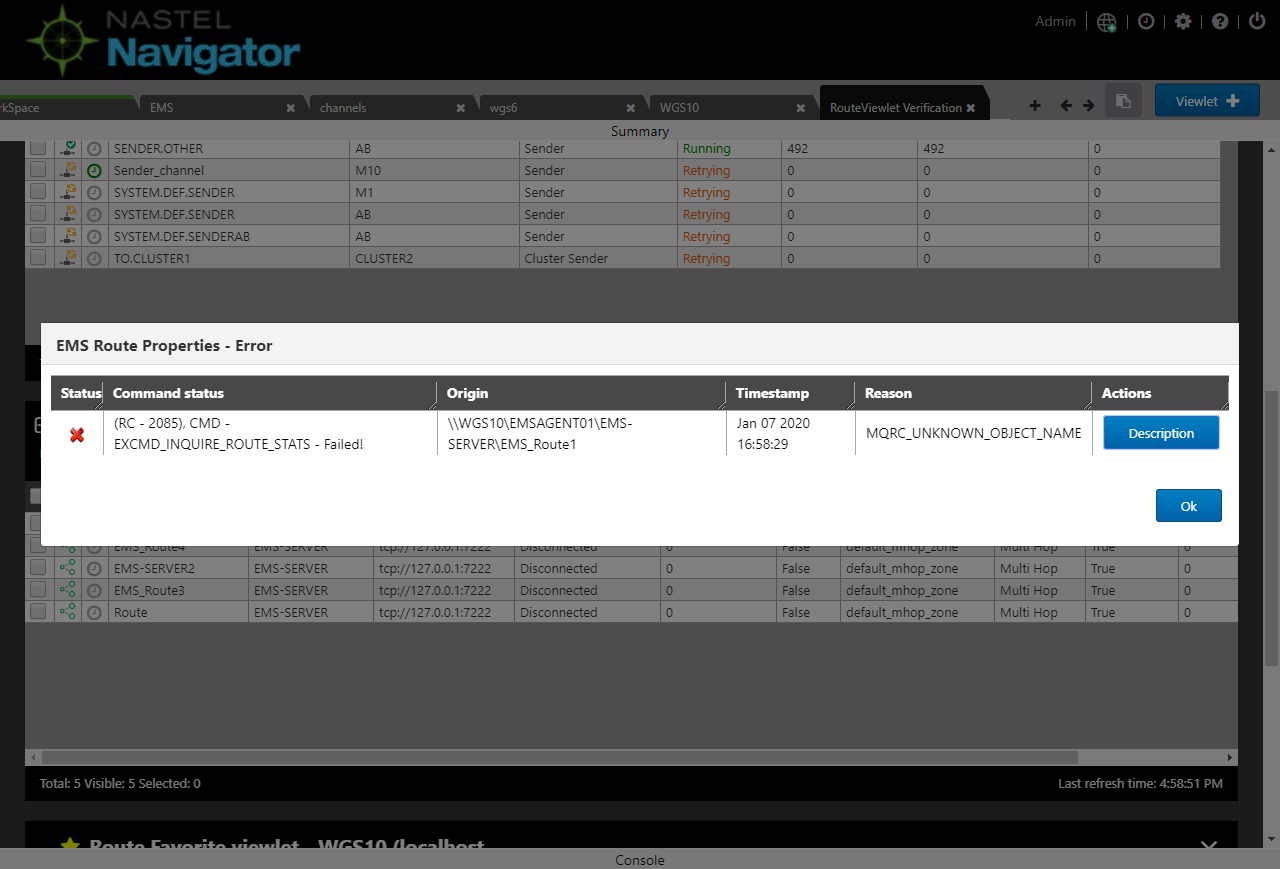 NASTEL
Navigator
Admin
rkSpace
EMS
channels
wgs6
WGS10
RouteViewlet Verification
Viewlet
Summary
SENDER.OTHER AB Sender Running 492 492 0
Sender_channel M10 Sender Retrying 0 0 0
SYSTEM.DEF.SENDER M1 Sender Retrying 0 0 0
SYSTEM.DEF.SENDER AB Sender Retrying 0 0 0
SYSTEM.DEF.SENDERAB AB Sender Retrying 0 0 0
TO.CLUSTER1 CLUSTER2 Cluster Sender Retrying 0 0 0
EMS Route Properties - Error
Status Command status Origin Timestamp Reason Actions
(RC - 2085), CMD -
EXCMD_INQUIRE_ROUTE_STATS - Failed!
\\WGS10\EMSAGENT01\EMS-
SERVER\EMS_Route1
Jan 07 2020
16:58:29
MQRC_UNKNOWN_OBJECT_NAME
Description
Ok
EMS_Route4 EMS-SERVER tcp://127.0.0.1:7222 Disconnected 0 False default_mhop_zone Multi Hop True 0
EMS-SERVER2 EMS-SERVER tcp://127.0.0.1:7222 Disconnected 0 False default_mhop_zone Multi Hop True 0
EMS_Route3 EMS-SERVER tcp://127.0.0.1:7222 Disconnected 0 False default_mhop_zone Multi Hop True 0
Route EMS-SERVER tcp://127.0.0.1:7222 Disconnected 0 False default_mhop_zone Multi Hop True 0
Total: 5 Visible: 5 Selected: 0
Last refresh time: 4:58:51 PM
Route Favorite viewlet - WGS10 (localhost
Console